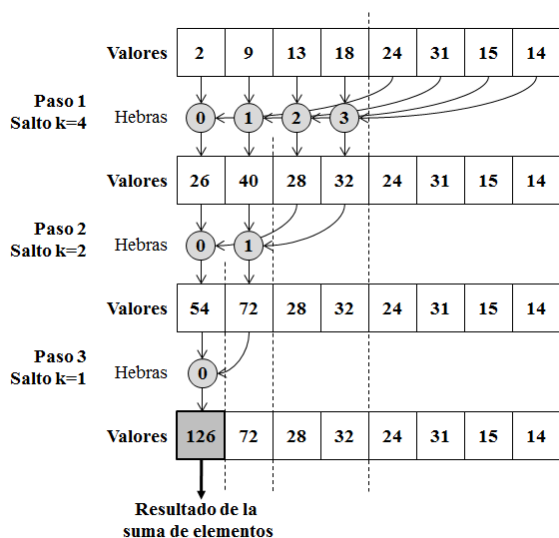 Valores 2 9 13 18 24 31 15 14
Paso 1
Salto k=4
Hebras 0 1 2 3
Valores 26 40 28 32 24 31 15 14
Paso 2
Salto k=2
Hebras 0 1
Valores 54 72 28 32 24 31 15 14
Paso 3
Salto k=1
Hebras 0
Valores 126 72 28 32 24 31 15 14
Resultado de la
suma de elementos